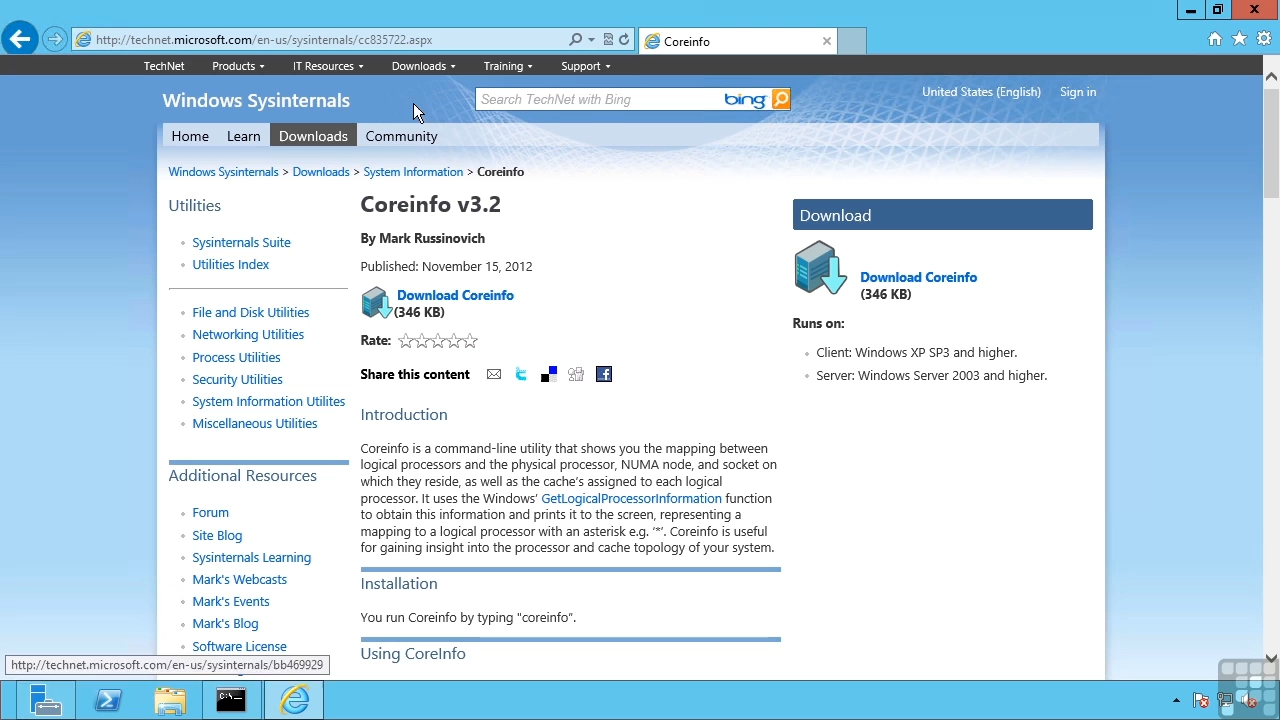 http://technet.microsoft.com/en-us/sysinternals/cc835722.aspx
Coreinfo
TechNet Products IT Resources Downloads Training Support
Windows Sysinternals
Search TechNet with Bing
bing
United States (English) Sign in
Home Learn Downloads Community
Windows Sysinternals > Downloads > System Information > Coreinfo
Utilities
Sysinternals Suite
Utilities Index
File and Disk Utilities
Networking Utilities
Process Utilities
Security Utilities
System Information Utilites
Miscellaneous Utilities
Additional Resources
Forum
Site Blog
Sysinternals Learning
Mark's Webcasts
Mark's Events
Mark's Blog
Software License
Coreinfo v3.2
By Mark Russinovich
Published: November 15, 2012
Download Coreinfo
(346 KB)
Rate:
Share this content
Introduction
Coreinfo is a command-line utility that shows you the mapping between
logical processors and the physical processor, NUMA node, and socket on
which they reside, as well as the cache's assigned to each logical
processor. It uses the Windows' GetLogicalProcessorInformation function
to obtain this information and prints it to the screen, representing a
mapping to a logical processor with an asterisk e.g. '*'. Coreinfo is useful
for gaining insight into the processor and cache topology of your system.
Installation
You run Coreinfo by typing "coreinfo".
Using CoreInfo
Download
Download Coreinfo
(346 KB)
Runs on:
Client: Windows XP SP3 and higher.
Server: Windows Server 2003 and higher.
http://technet.microsoft.com/en-us/sysinternals/bb469929